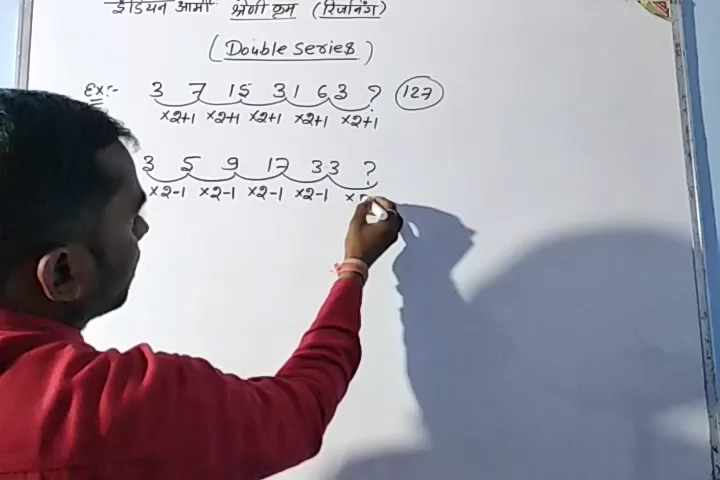 इंडियन आर्मी श्रेणी क्रम (रिजनिंग)
(Double Series)
Ex:- 3 7 15 31 63 ? 127
×2+1 ×2+1 ×2+1 ×2+1 ×2+1
3 5 9 17 33 ?
×2-1 ×2-1 ×2-1 ×2-1 ×